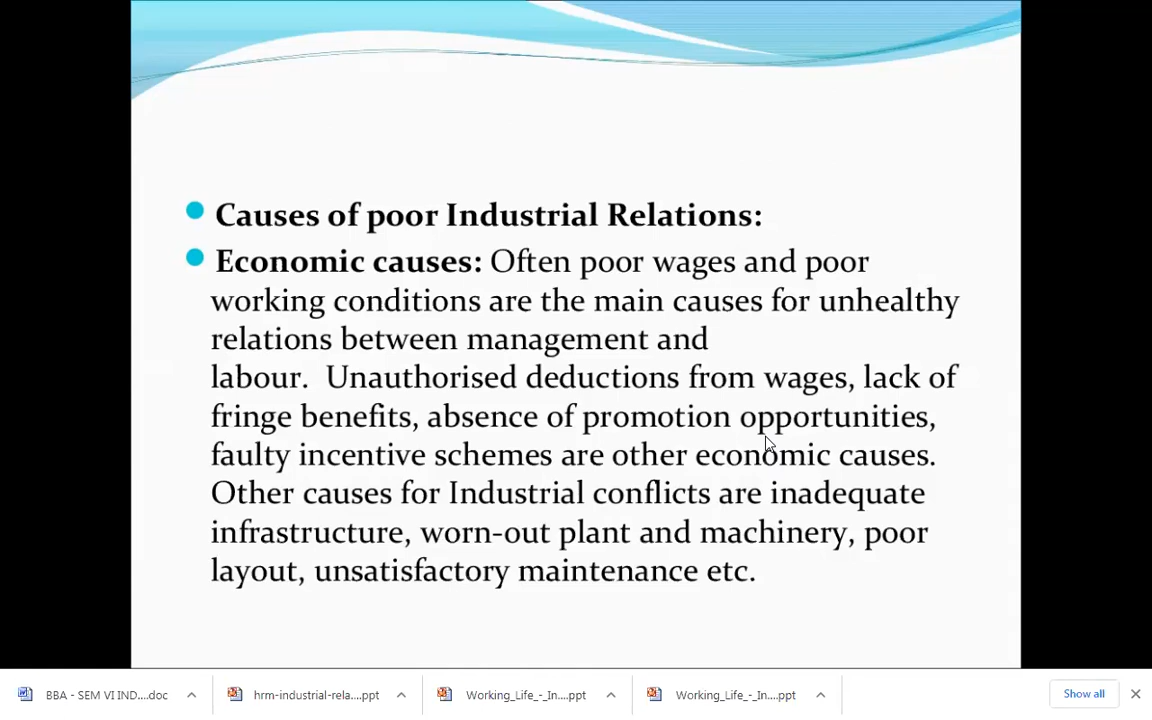 Causes of poor Industrial Relations:
Economic causes: Often poor wages and poor
working conditions are the main causes for unhealthy
relations between management and
labour.  Unauthorised deductions from wages, lack of
fringe benefits, absence of promotion opportunities,
faulty incentive schemes are other economic causes.
Other causes for Industrial conflicts are inadequate
infrastructure, worn-out plant and machinery, poor
layout, unsatisfactory maintenance etc.
BBA - SEM VI IND....doc
hrm-industrial-rela....ppt
Working_Life_-_In....ppt
Working_Life_-_In....ppt
Show all